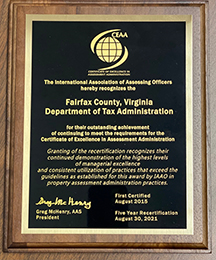 CEAA
CERTIFICATE OF EXCELLENCE IN
ASSESSMENT ADMINISTRATION
The International Association of Assessing Officers
hereby recognizes the
Fairfax County, Virginia
Department of Tax Administration
for their outstanding achievement
of continuing to meet the requirements for the
Certificate of Excellence in Assessment Administration
Granting of the recertification recognizes their
continued demonstration of the highest levels
of managerial excellence
and consistent utilization of practices that exceed the
guidelines as established for this award by IAAO in
property assessment administration practices.
Greg McHenry
Greg McHenry, AAS
President
First Certified
August 2015
Five Year Recertification
August 30, 2021